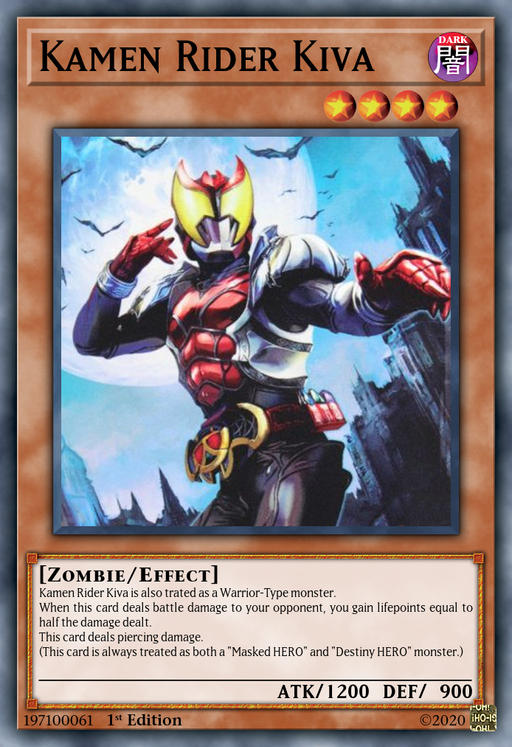 KAMEN RIDER KIVA
DARK
闇
[ZOMBIE/EFFECT]
Kamen Rider Kiva is also trated as a Warrior-Type monster.
When this card deals battle damage to your opponent, you gain lifepoints equal to
half the damage dealt.
This card deals piercing damage.
(This card is always treated as both a "Masked HERO" and "Destiny HERO" monster.)
ATK/1200 DEF/ 900
197100061 1st Edition ©2020